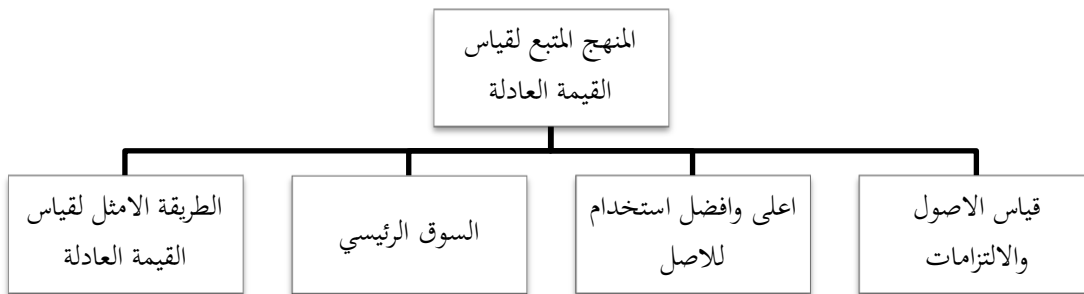 المنهج المتبع لقياس
القيمة العادلة
قياس الاصول
والالتزامات
اعلى وافضل استخدام
للاصل
السوق الرئيسي
الطريقة الامثل لقياس
القيمة العادلة